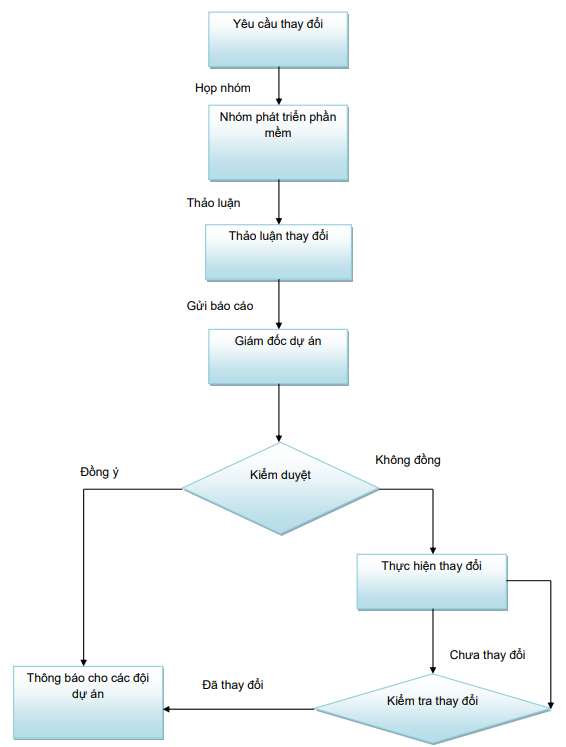 Yêu cầu thay đổi
Họp nhóm
Nhóm phát triển phần
mềm
Thảo luận
Thảo luận thay đổi
Gửi báo cáo
Giám đốc dự án
Kiểm duyệt
Đồng ý
Không đồng
Thực hiện thay đổi
Chưa thay đổi
Kiểm tra thay đổi
Đã thay đổi
Thông báo cho các đội
dự án